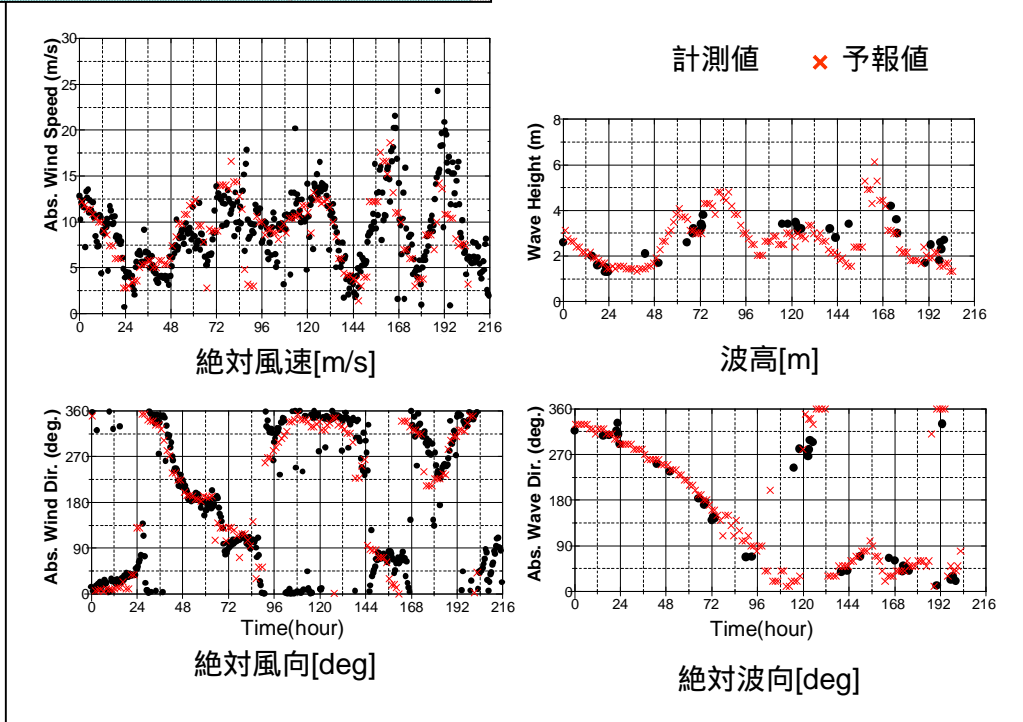 計測値 × 予報値
Abs. Wind Speed (m/s)
30
25
20
15
10
5
0
0 24 48 72 96 120 144 168 192 216
絶対風速[m/s]
Wave Height (m)
8
6
4
2
0
0 24 48 72 96 120 144 168 192 216
波高[m]
Abs. Wind Dir. (deg.)
360
270
180
90
0
0 24 48 72 96 120 144 168 192 216
Time(hour)
絶対風向[deg]
Abs. Wave Dir. (deg.)
360
270
180
90
0
0 24 48 72 96 120 144 168 192 216
Time(hour)
絶対波向[deg]